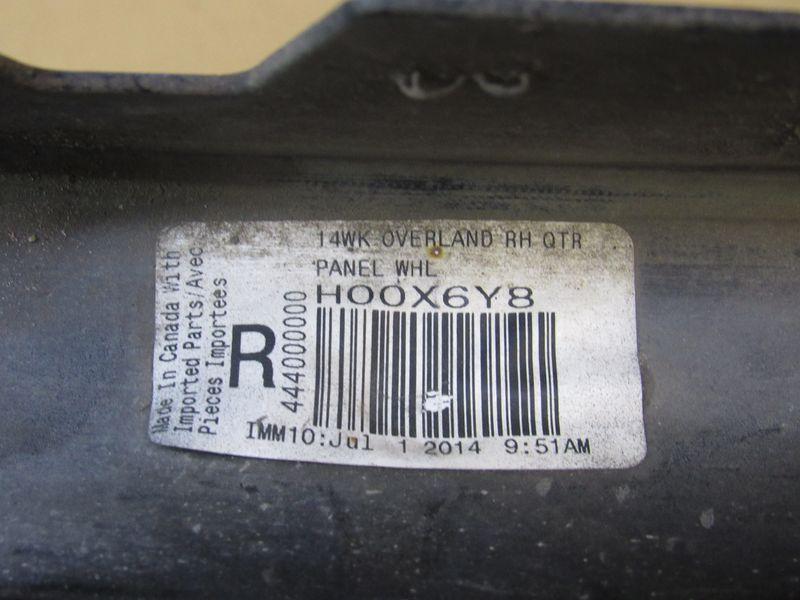 14WK OVERLAND RH QTR
PANEL WHL
H00X6Y8
Made In Canada With
Imported Parts/Avec
Pieces Importees
R
444000000
IMM10:Jul 1 2014 9:51AM